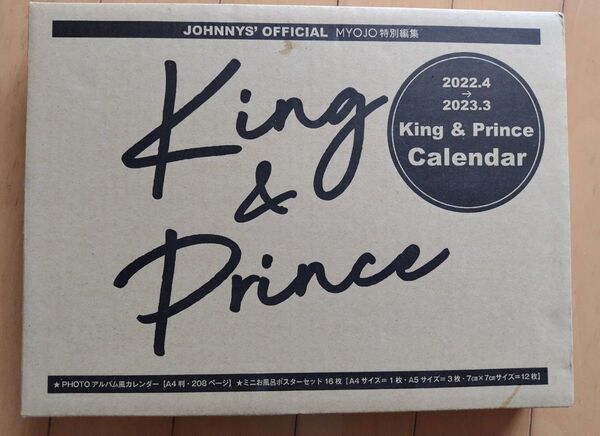 JOHNNYS' OFFICIAL MYOJO特別編集
2022.4
→
2023.3
King & Prince
Calendar
King
&
Prince
★PHOTOアルバム風カレンダー【A4判・208ページ】★ミニお風呂ポスターセット16枚【A4サイズ=1枚・A5サイズ=3枚・7cm×7cmサイズ=12枚】